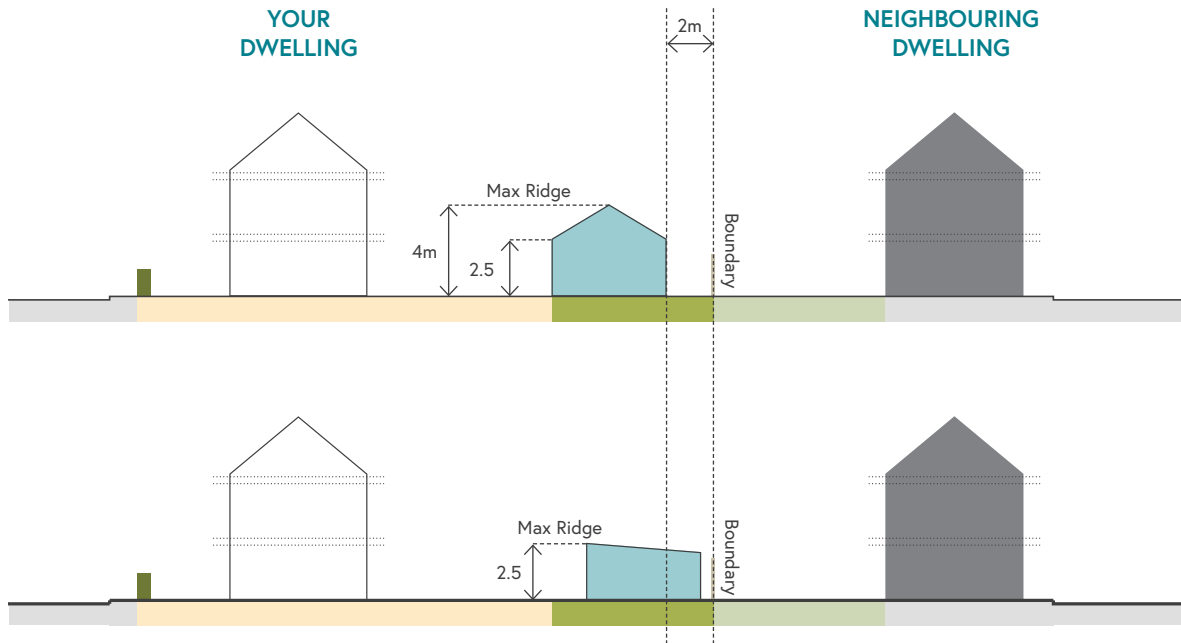 YOUR
DWELLING
2m
NEIGHBOURING
DWELLING
Max Ridge
4m
2.5
Boundary
Max Ridge
2.5
Boundary